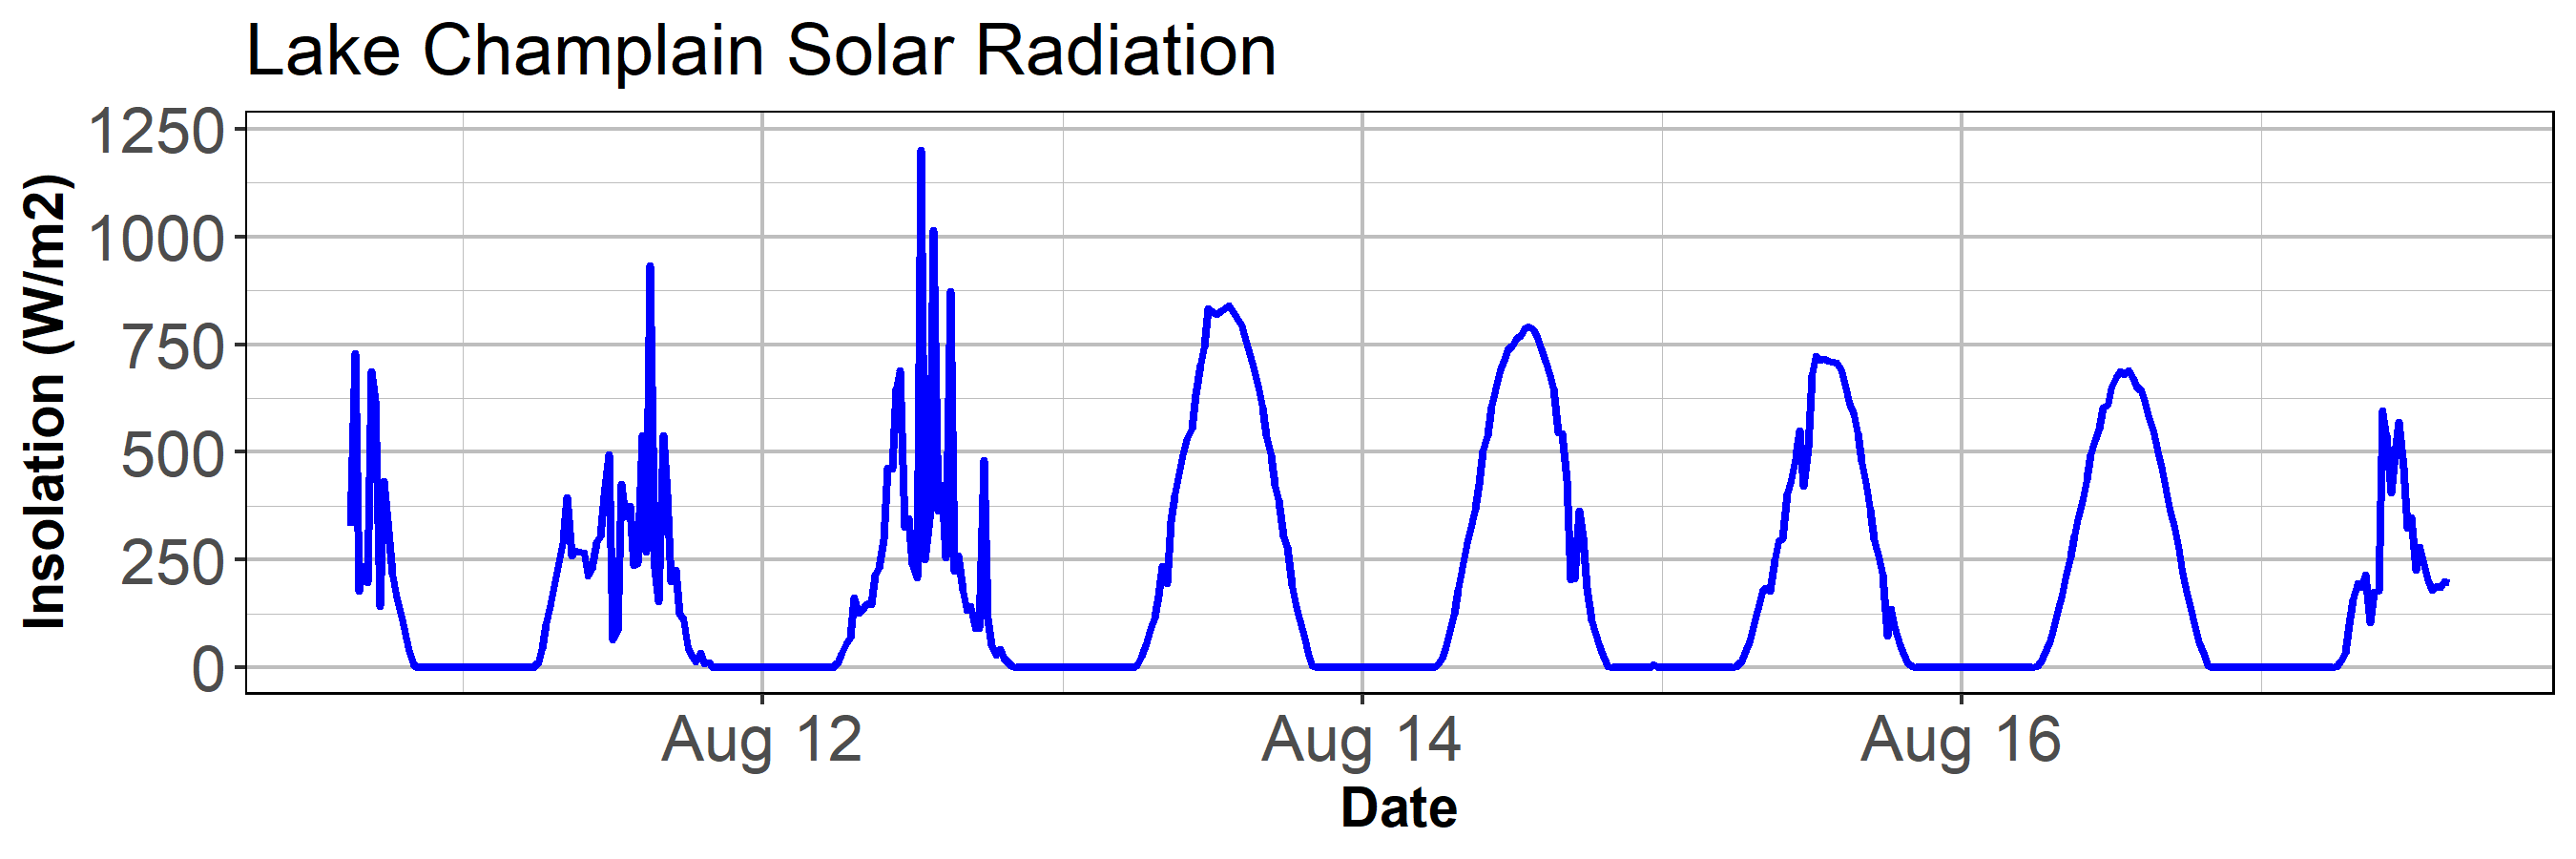 Lake Champlain Solar Radiation
1250
1000
750
500
250
0
Insolation (W/m2)
Aug 12
Aug 14
Aug 16
Date